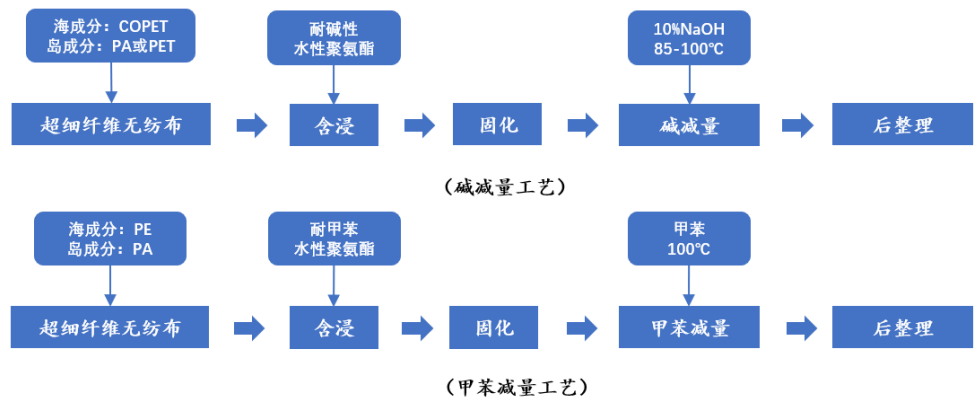 海成分：COPET
岛成分：PA或PET
耐碱性
水性聚氨酯
10%NaOH
85-100℃
超细纤维无纺布
含浸
固化
碱减量
后整理
（碱减量工艺）
海成分：PE
岛成分：PA
耐甲苯
水性聚氨酯
甲苯
100℃
超细纤维无纺布
含浸
固化
甲苯减量
后整理
（甲苯减量工艺）